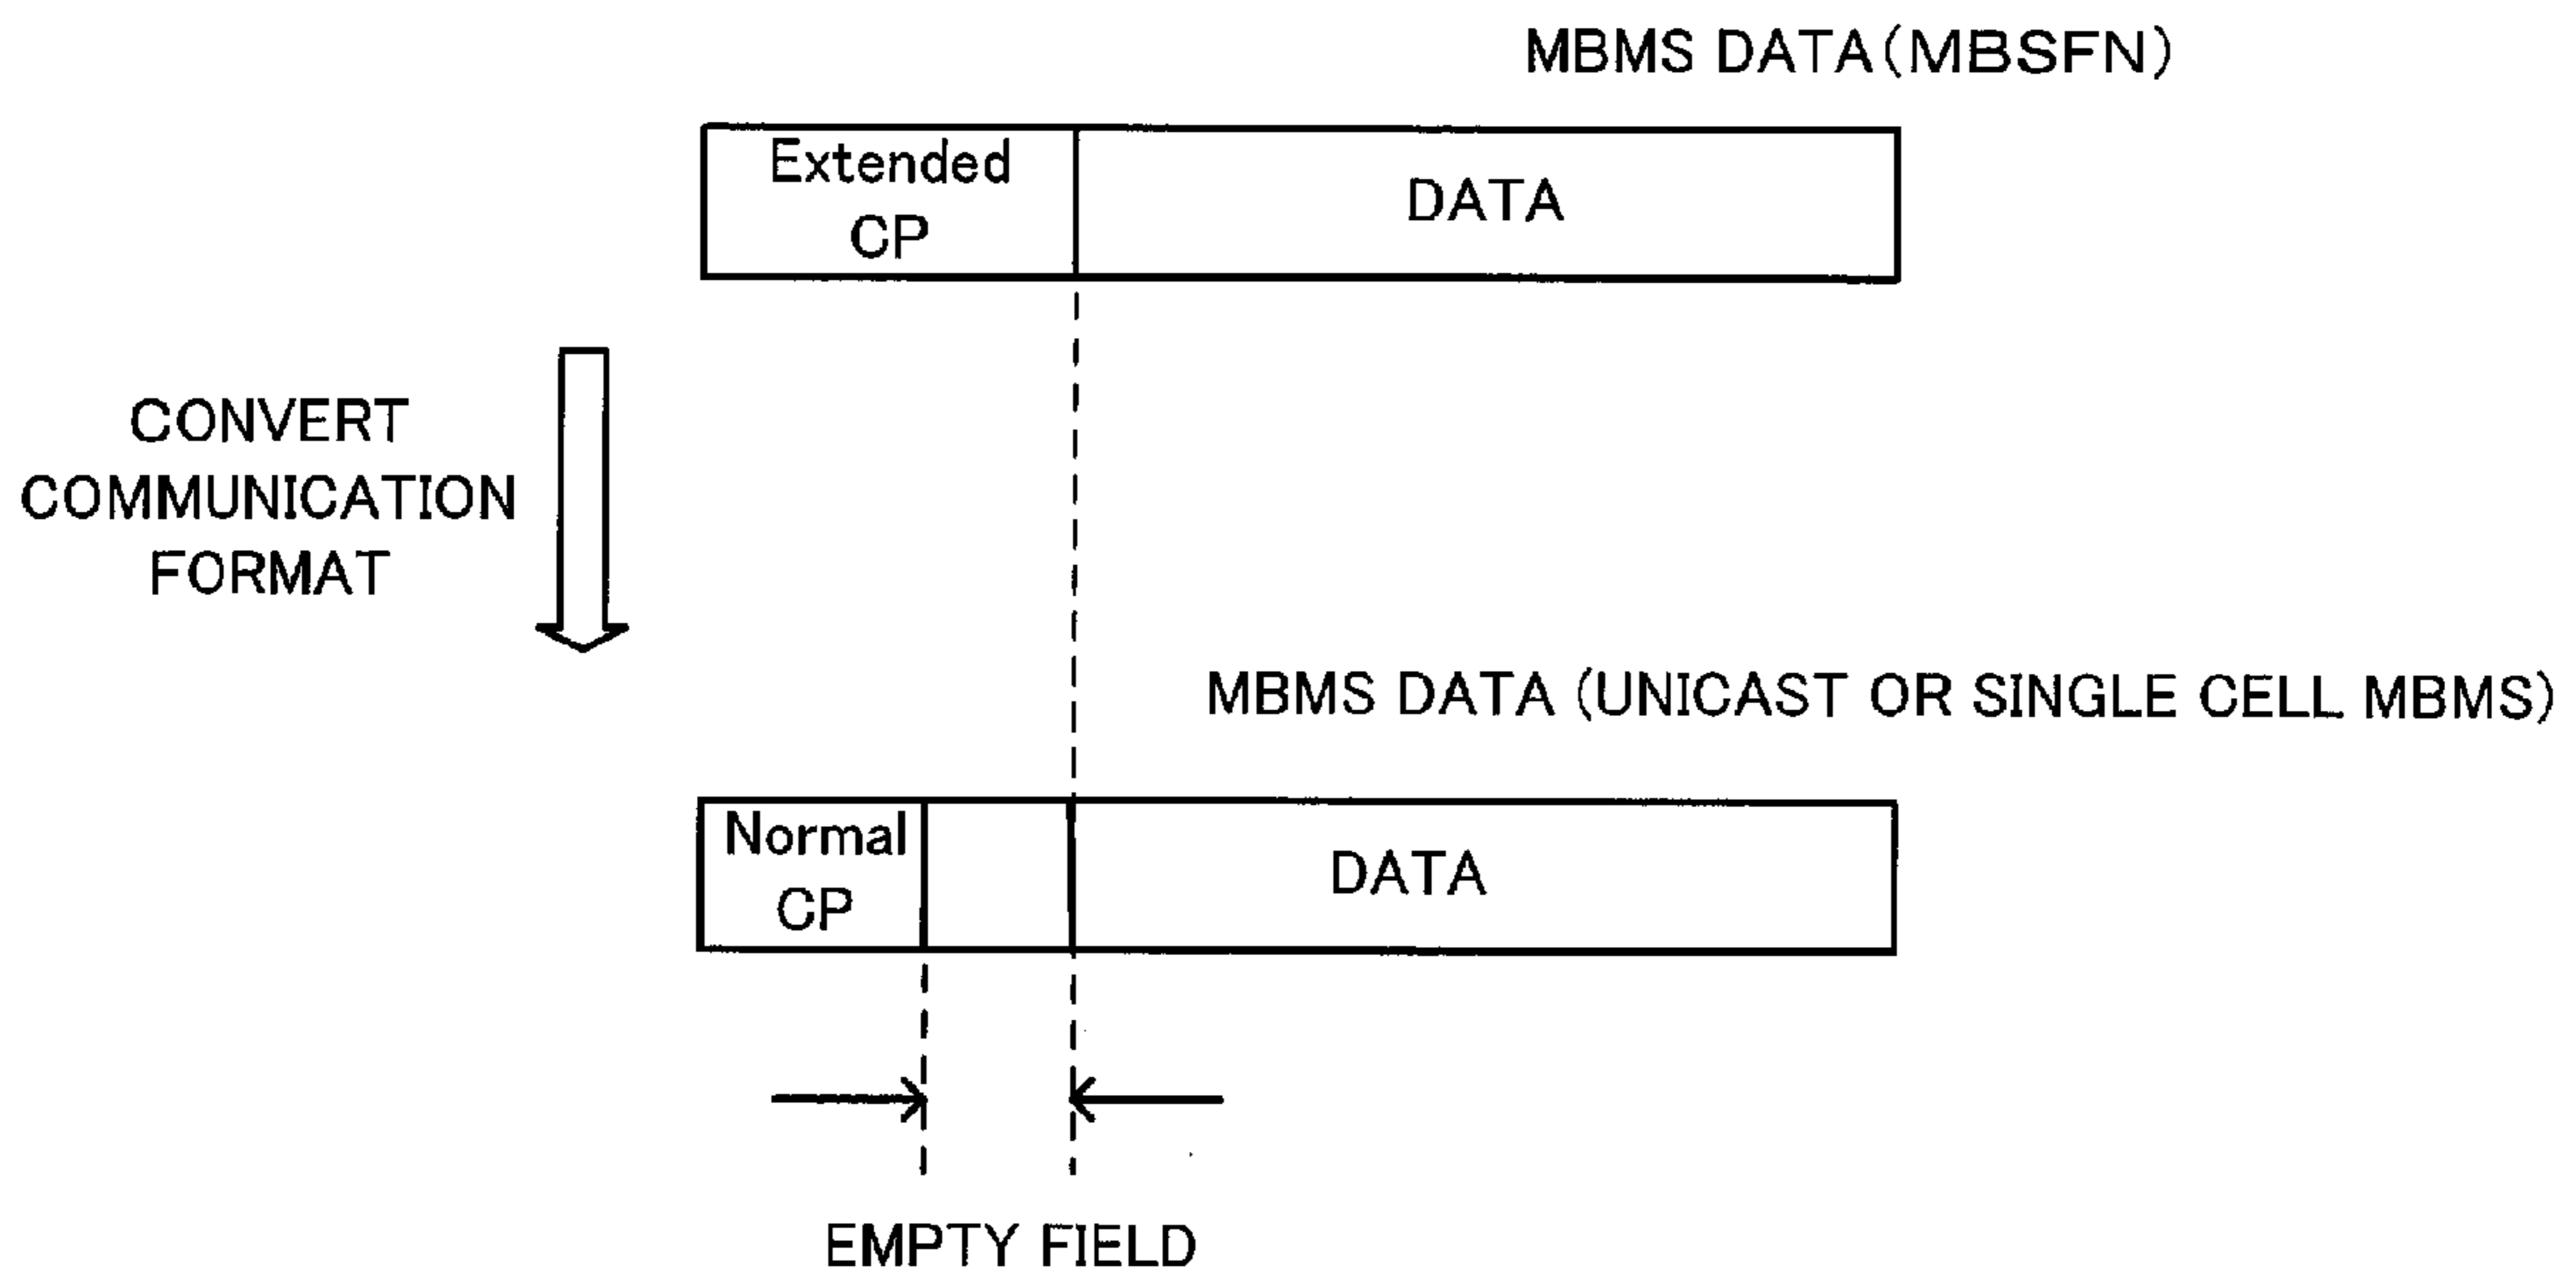 MBMS DATA(MBSFN)
Extended
CP
DATA
CONVERT
COMMUNICATION
FORMAT
MBMS DATA (UNICAST OR SINGLE CELL MBMS)
Normal
CP
DATA
EMPTY FIELD